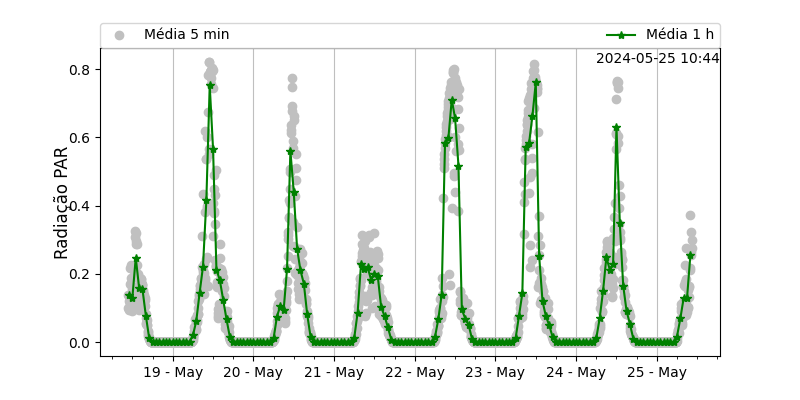 Média 5 min
Média 1 h
2024-05-25 10:44
Radiação PAR
0.8
0.6
0.4
0.2
0.0
19 - May
20 - May
21 - May
22 - May
23 - May
24 - May
25 - May